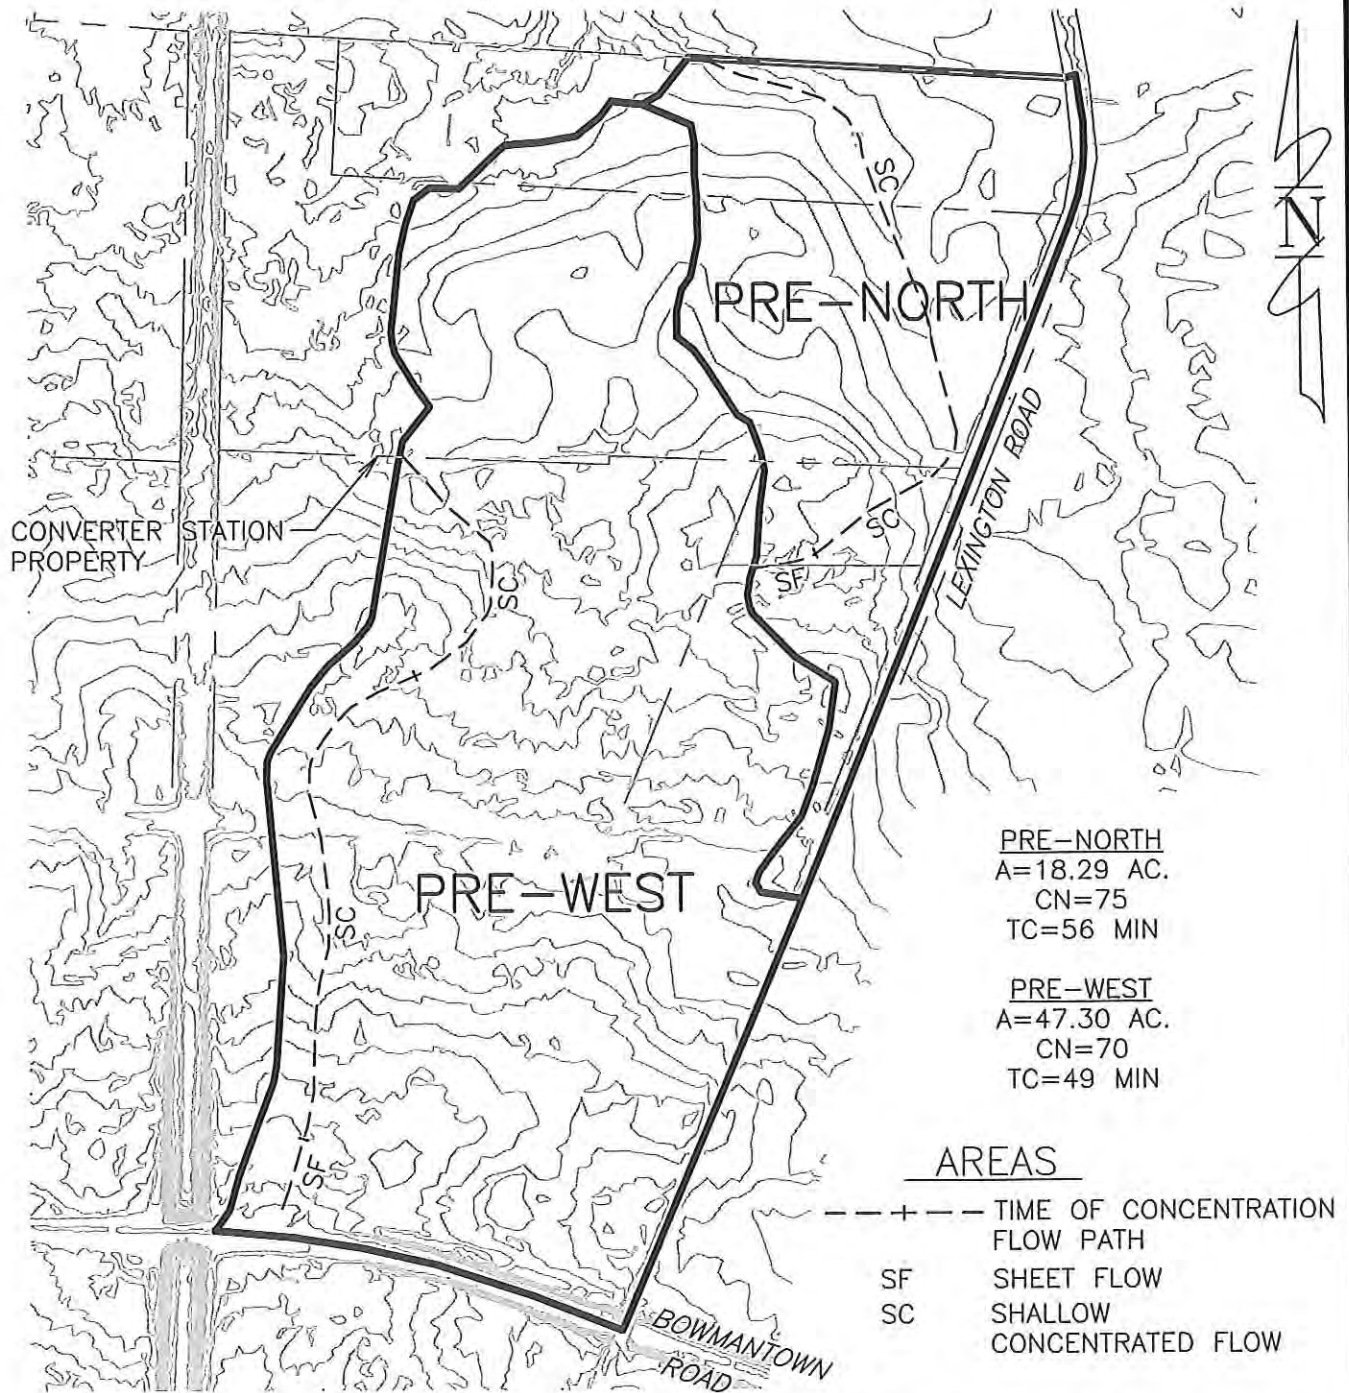 SC
N
PRE-NORTH
LEXINGTON ROAD
CONVERTER STATION
PROPERTY
SC
SF
SC
PRE-WEST
SC
SF
PRE-NORTH
A=18.29 AC.
CN=75
TC=56 MIN
PRE-WEST
A=47.30 AC.
CN=70
TC=49 MIN
AREAS
TIME OF CONCENTRATION
FLOW PATH
SF SHEET FLOW
SC SHALLOW
CONCENTRATED FLOW
BOWMANTOWN
ROAD